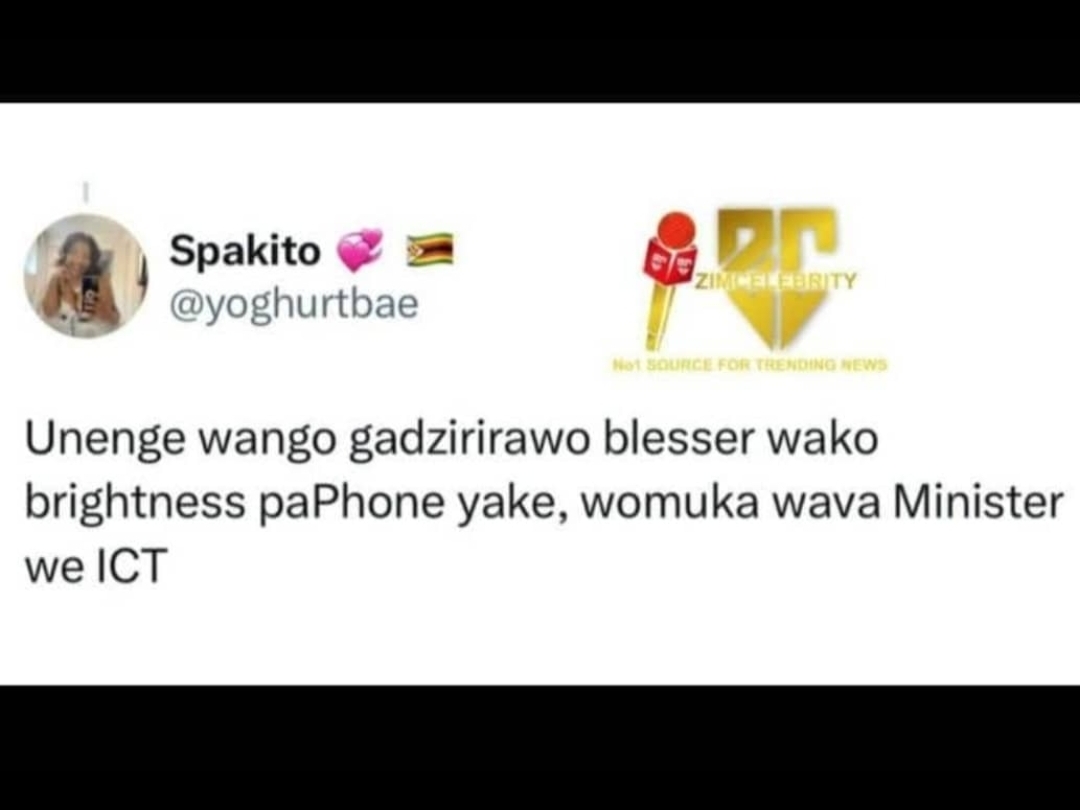 Spakito 💞 🇿🇼
@yoghurtbae
ZC
ZIMCELEBRITY
No1 SOURCE FOR TRENDING NEWS
Unenge wango gadzirirawo blesser wako
brightness paPhone yake, womuka wava Minister
we ICT